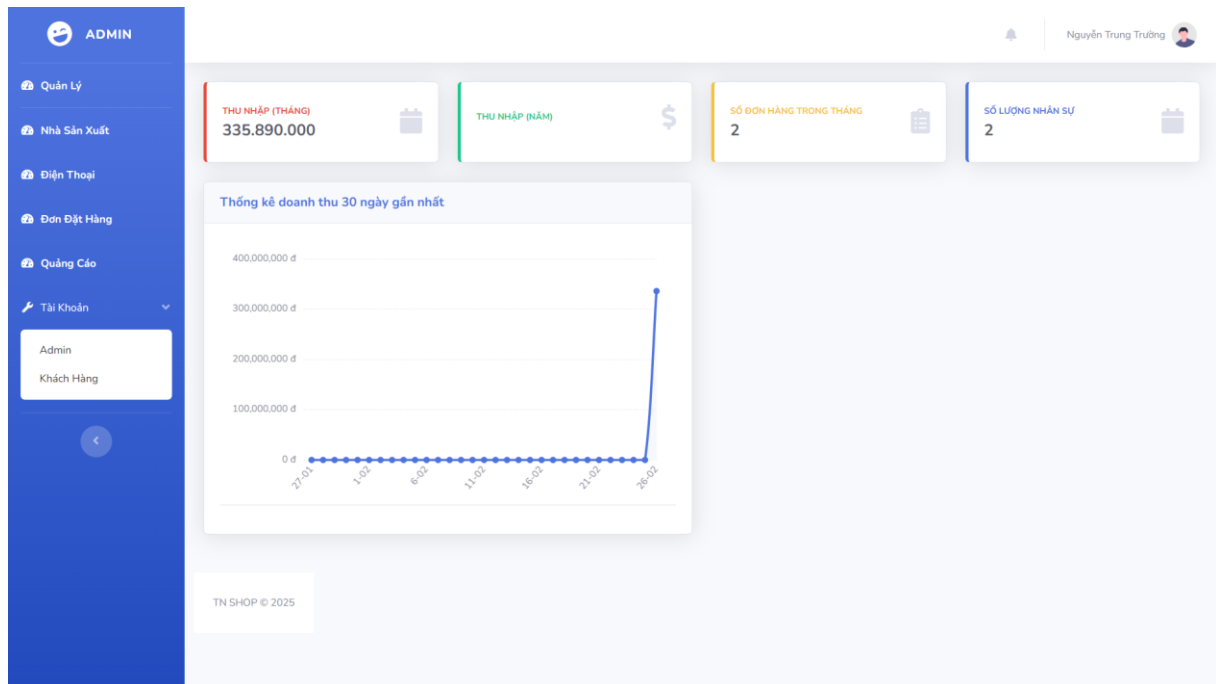 ADMIN
Nguyễn Trung Trường
Quản Lý
Nhà Sản Xuất
Điện Thoại
Đơn Đặt Hàng
Quảng Cáo
Tài Khoản
Admin
Khách Hàng
THU NHẬP (THÁNG)
335.890.000
THU NHẬP (NĂM)
SỐ ĐƠN HÀNG TRONG THÁNG
2
SỐ LƯỢNG NHÂN SỰ
2
Thống kê doanh thu 30 ngày gần nhất
400,000,000 đ
300,000,000 đ
200,000,000 đ
100,000,000 đ
0 đ
27-01 1-02 6-02 11-02 16-02 21-02 26-02
TN SHOP © 2025